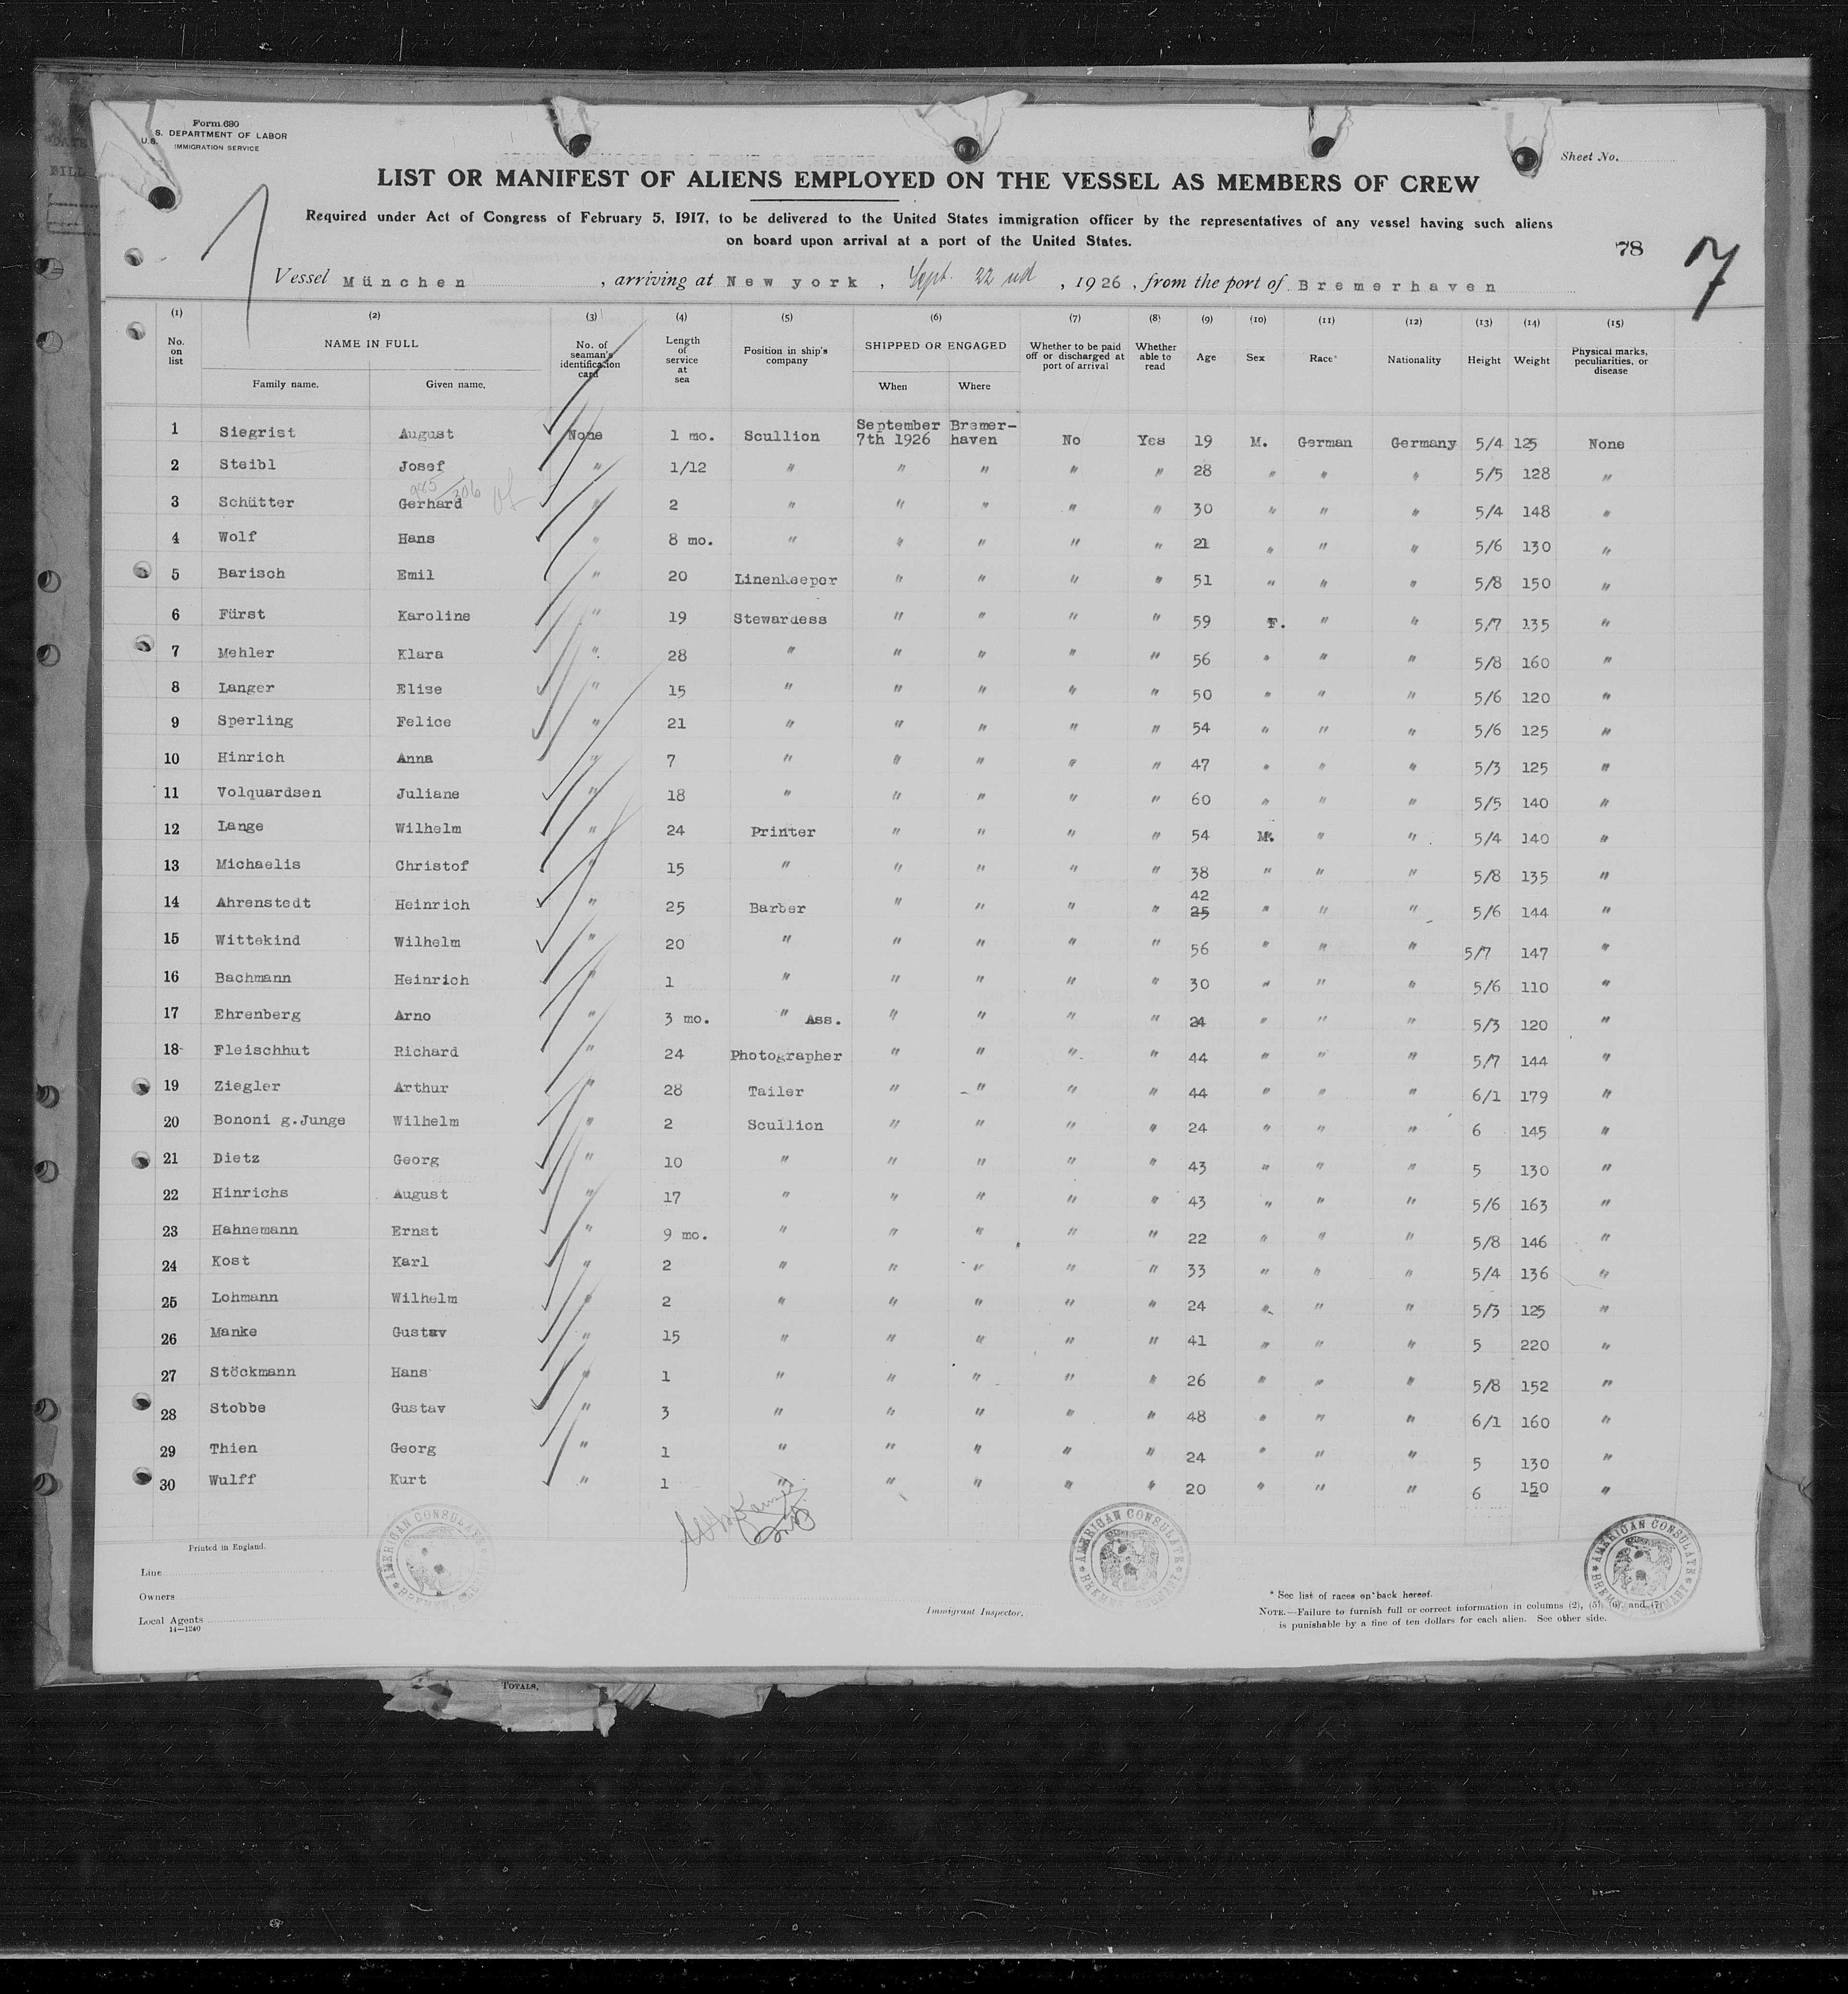 Form 680
U.S. DEPARTMENT OF LABOR
IMMIGRATION SERVICE
Sheet No.
LIST OR MANIFEST OF ALIENS EMPLOYED ON THE VESSEL AS MEMBERS OF CREW
Required under Act of Congress of February 5, 1917, to be delivered to the United States immigration officer by the representatives of any vessel having such aliens
on board upon arrival at a port of the United States.
78 7
Vessel München , arriving at New york , Sept. 22 nd , 1926 , from the port of Bremerhaven
(1) (2) (3) (4) (5) (6) (7) (8) (9) (10) (11) (12) (13) (14) (15)
No. on list NAME IN FULL Family name. Given name. No. of seaman's identification card Length of service at sea Position in ship's company SHIPPED OR ENGAGED When Where Whether to be paid off or discharged at port of arrival Whether able to read Age Sex Race* Nationality Height Weight Physical marks, peculiarities, or disease
1 Siegrist August None 1 mo. Scullion September 7th 1926 Bremer-haven No Yes 19 M. German Germany 5/4 125 None
2 Steibl Josef " 1/12 " " " " " 28 " " " 5/5 128 "
985/306
3 Schütter Gerhard " 2 " " " " " 30 " " " 5/4 148 "
4 Wolf Hans " 8 mo. " " " " " 21 " " " 5/6 130 "
5 Barisch Emil " 20 Linenkeeper " " " " 51 " " " 5/8 150 "
6 Fürst Karoline " 19 Stewardess " " " " 59 F. " " 5/7 135 "
7 Mehler Klara " 28 " " " " " 56 " " " 5/8 160 "
8 Langer Elise " 15 " " " " " 50 " " " 5/6 120 "
9 Sperling Felice " 21 " " " " " 54 " " " 5/6 125 "
10 Hinrich Anna " 7 " " " " " 47 " " " 5/3 125 "
11 Volquardsen Juliane " 18 " " " " " 60 " " " 5/5 140 "
12 Lange Wilhelm " 24 Printer " " " " 54 M. " " 5/4 140 "
13 Michaelis Christof " 15 " " " " " 38 " " " 5/8 135 "
14 Ahrenstedt Heinrich " 25 Barber " " " " 42 25 " " " 5/6 144 "
15 Wittekind Wilhelm " 20 " " " " " 56 " " " 5/7 147 "
16 Bachmann Heinrich " 1 " " " " " 30 " " " 5/6 110 "
17 Ehrenberg Arno " 3 mo. " Ass. " " " " 24 " " " 5/3 120 "
18 Fleischhut Richard " 24 Photographer " " " " 44 " " " 5/7 144 "
19 Ziegler Arthur " 28 Tailer " " " " 44 " " " 6/1 179 "
20 Bononi g.Junge Wilhelm " 2 Scullion " " " " 24 " " " 6 145 "
21 Dietz Georg " 10 " " " " " 43 " " " 5 130 "
22 Hinrichs August " 17 " " " " " 43 " " " 5/6 163 "
23 Hahnemann Ernst " 9 mo. " " " " " 22 " " " 5/8 146 "
24 Kost Karl " 2 " " " " " 33 " " " 5/4 136 "
25 Lohmann Wilhelm " 2 " " " " " 24 " " " 5/3 125 "
26 Manke Gustav " 15 " " " " " 41 " " " 5 220 "
27 Stöckmann Hans " 1 " " " " " 26 " " " 5/8 152 "
28 Stobbe Gustav " 3 " " " " " 48 " " " 6/1 160 "
29 Thien Georg " 1 " " " " " 24 " " " 5 130 "
30 Wulff Kurt " 1 " " " " " 20 " " " 6 150 "
AMERICAN CONSULATE
AMERICAN CONSULATE BREMEN GERMANY
AMERICAN CONSULATE BREMEN GERMANY
Printed in England.
Line
Owners
Local Agents
14—1240
Immigrant Inspector.
* See list of races on back hereof.
NOTE.—Failure to furnish full or correct information in columns (2), (5), (6) and (7)
is punishable by a fine of ten dollars for each alien. See other side.
TOTALS,